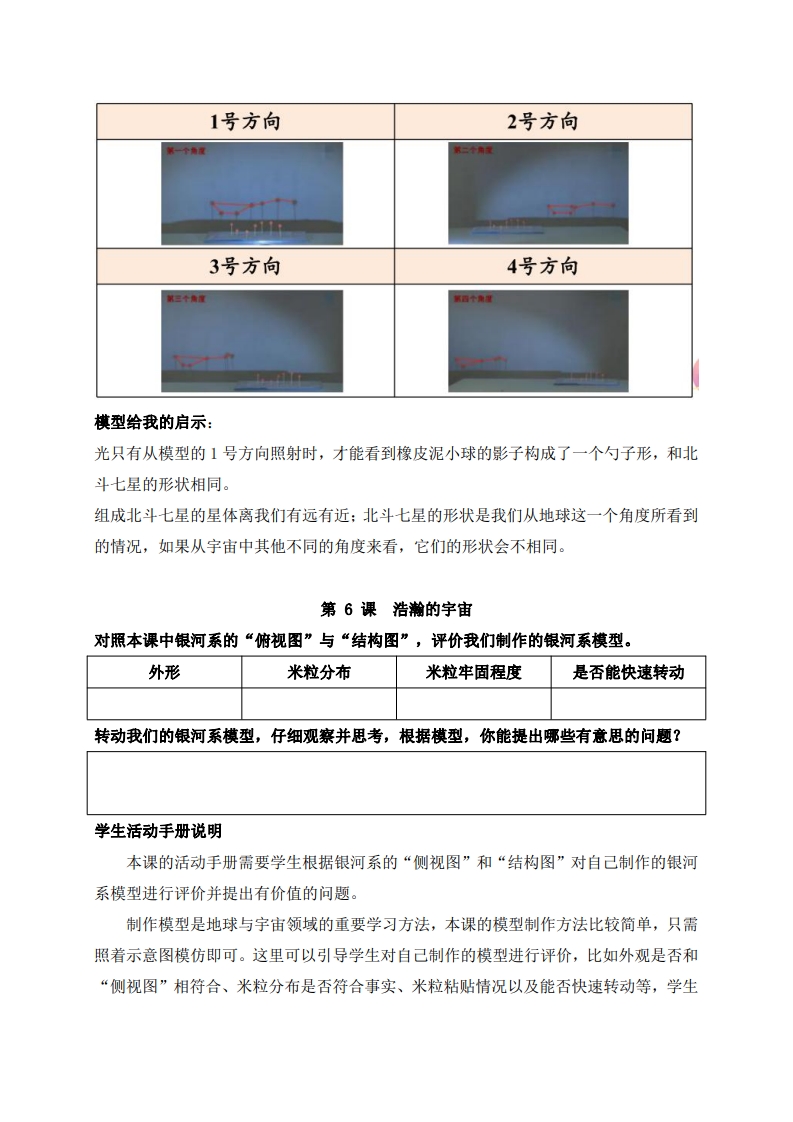 1号方向 2号方向
第一个角度 第二个角度
3号方向 4号方向
第三个角度 第四个角度
模型给我的启示：
光只有从模型的 1 号方向照射时，才能看到橡皮泥小球的影子构成了一个勺子形，和北
斗七星的形状相同。
组成北斗七星的星体离我们有远有近；北斗七星的形状是我们从地球这一个角度所看到
的情况，如果从宇宙中其他不同的角度来看，它们的形状会不相同。
第 6 课 浩瀚的宇宙
对照本课中银河系的“俯视图”与“结构图”，评价我们制作的银河系模型。
外形 米粒分布 米粒牢固程度 是否能快速转动
转动我们的银河系模型，仔细观察并思考，根据模型，你能提出哪些有意思的问题？
学生活动手册说明
本课的活动手册需要学生根据银河系的“侧视图”和“结构图”对自己制作的银河
系模型进行评价并提出有价值的问题。
制作模型是地球与宇宙领域的重要学习方法，本课的模型制作方法比较简单，只需
照着示意图模仿即可。这里可以引导学生对自己制作的模型进行评价，比如外观是否和
“侧视图”相符合、米粒分布是否符合事实、米粒粘贴情况以及能否快速转动等，学生